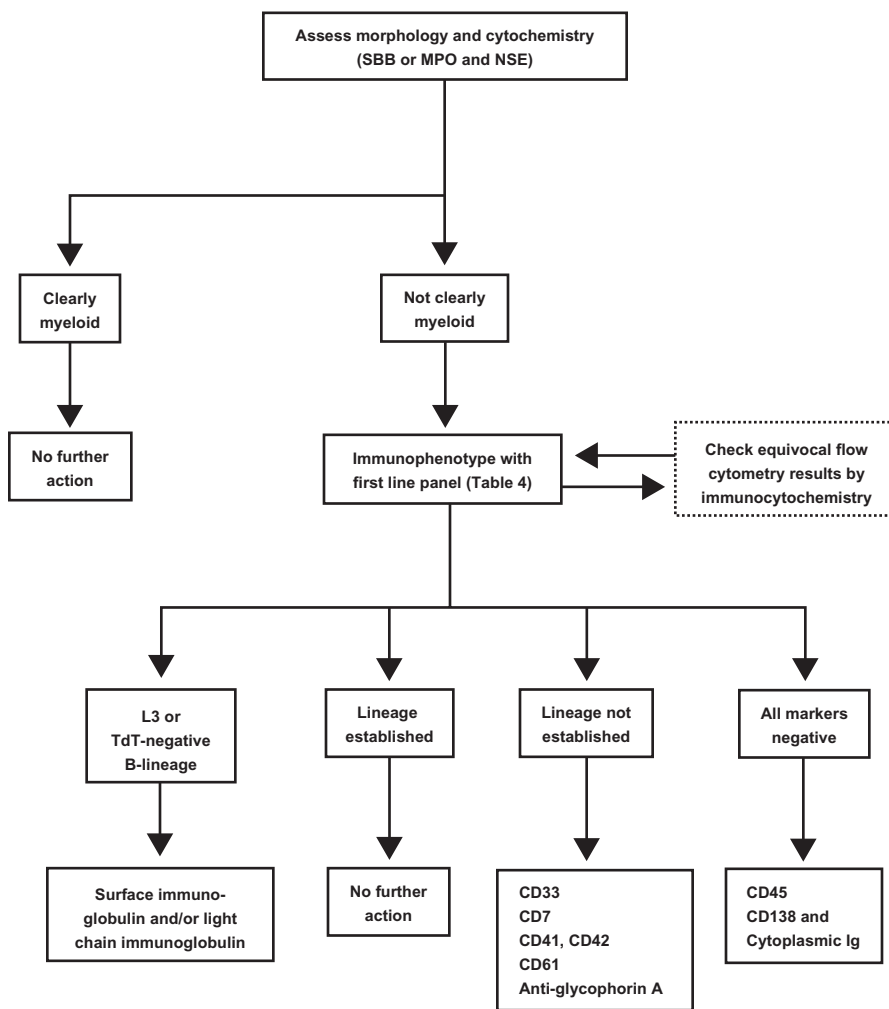 Assess morphology and cytochemistry
(SBB or MPO and NSE)
Clearly
myeloid
Not clearly
myeloid
No further
action
Immunophenotype with
first line panel (Table 4)
Check equivocal flow
cytometry results by
immunocytochemistry
L3 or
TdT-negative
B-lineage
Lineage
established
Lineage not
established
All markers
negative
Surface immuno-
globulin and/or light
chain immunoglobulin
No further
action
CD33
CD7
CD41, CD42
CD61
Anti-glycophorin A
CD45
CD138 and
Cytoplasmic Ig